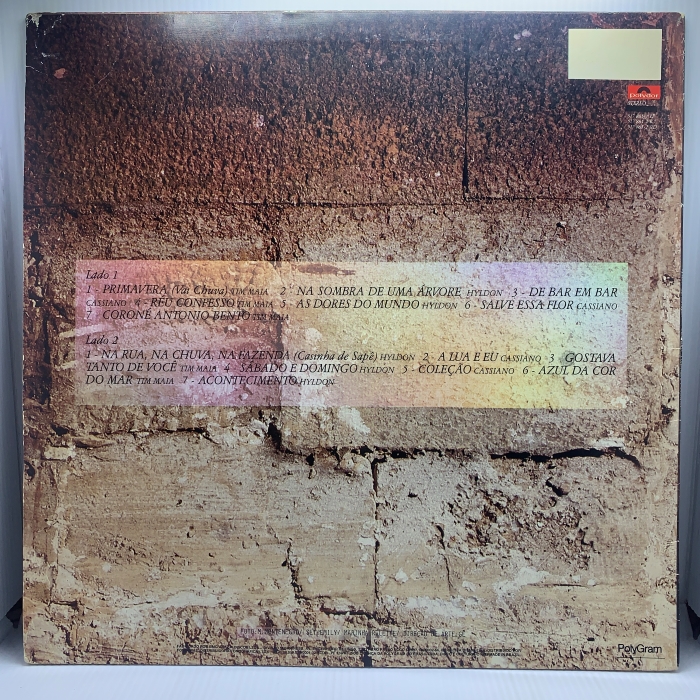 polydor
STEREO
Lado 1
1 - PRIMAVERA (Vai Chuva) TIM MAIA 2 - NA SOMBRA DE UMA ÁRVORE HYLDON 3 - DE BAR EM BAR
CASSIANO 4 - RÉU CONFESSO TIM MAIA 5 - AS DORES DO MUNDO HYLDON 6 - SALVE ESSA FLOR CASSIANO
7 - CORONÉ ANTONIO BENTO TIM MAIA
Lado 2
1 - NA RUA, NA CHUVA, NA FAZENDA (Casinha de Sapê) HYLDON 2 - A LUA E EU CASSIANO 3 - GOSTAVA
TANTO DE VOCÊ TIM MAIA 4 - SÁBADO E DOMINGO HYLDON 5 - COLEÇÃO CASSIANO 6 - AZUL DA COR
DO MAR TIM MAIA 7 - ACONTECIMENTO HYLDON
PolyGram